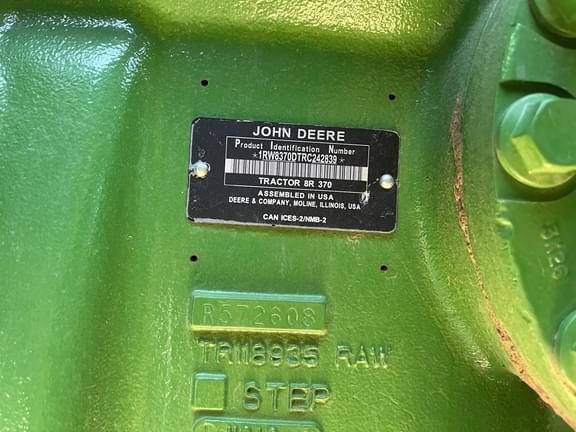 JOHN DEERE
Product Identification Number
*1RW8370DTRC242839*
TRACTOR 8R 370
ASSEMBLED IN USA
DEERE & COMPANY, MOLINE, ILLINOIS, USA
CAN ICES-2/NMB-2
R572608
TR118935 RAW
STEP